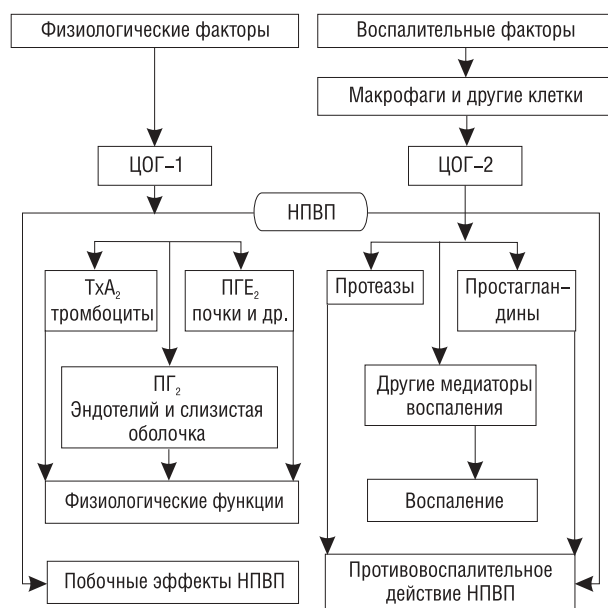 Физиологические факторы
Воспалительные факторы
Макрофаги и другие клетки
ЦОГ–1
ЦОГ–2
НПВП
TxA₂
тромбоциты
ПГЕ₂
почки и др.
Протеазы
Простаглан–
дины
ПГ₂
Эндотелий и слизистая
оболочка
Другие медиаторы
воспаления
Физиологические функции
Воспаление
Побочные эффекты НПВП
Противовоспалительное
действие НПВП